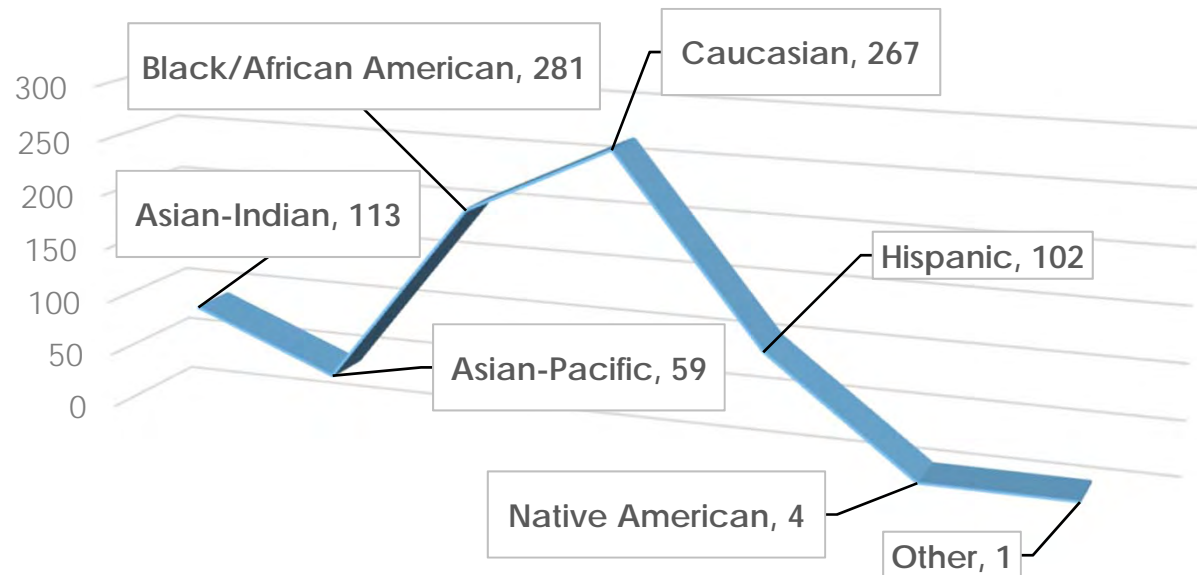 Black/African American, 281
Caucasian, 267
300
250
200
150
100
50
0
Asian-Indian, 113
Hispanic, 102
Asian-Pacific, 59
Native American, 4
Other, 1